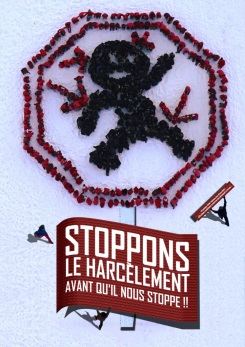 STOPPONS
LE HARCÈLEMENT
AVANT QU'IL NOUS STOPPE !!